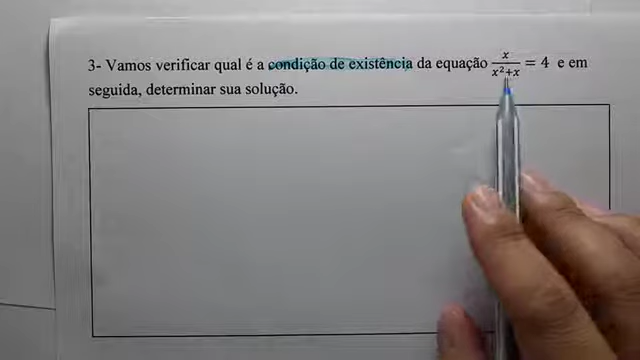 3- Vamos verificar qual é a condição de existência da equação x/(x²+x) = 4 e em
seguida, determinar sua solução.